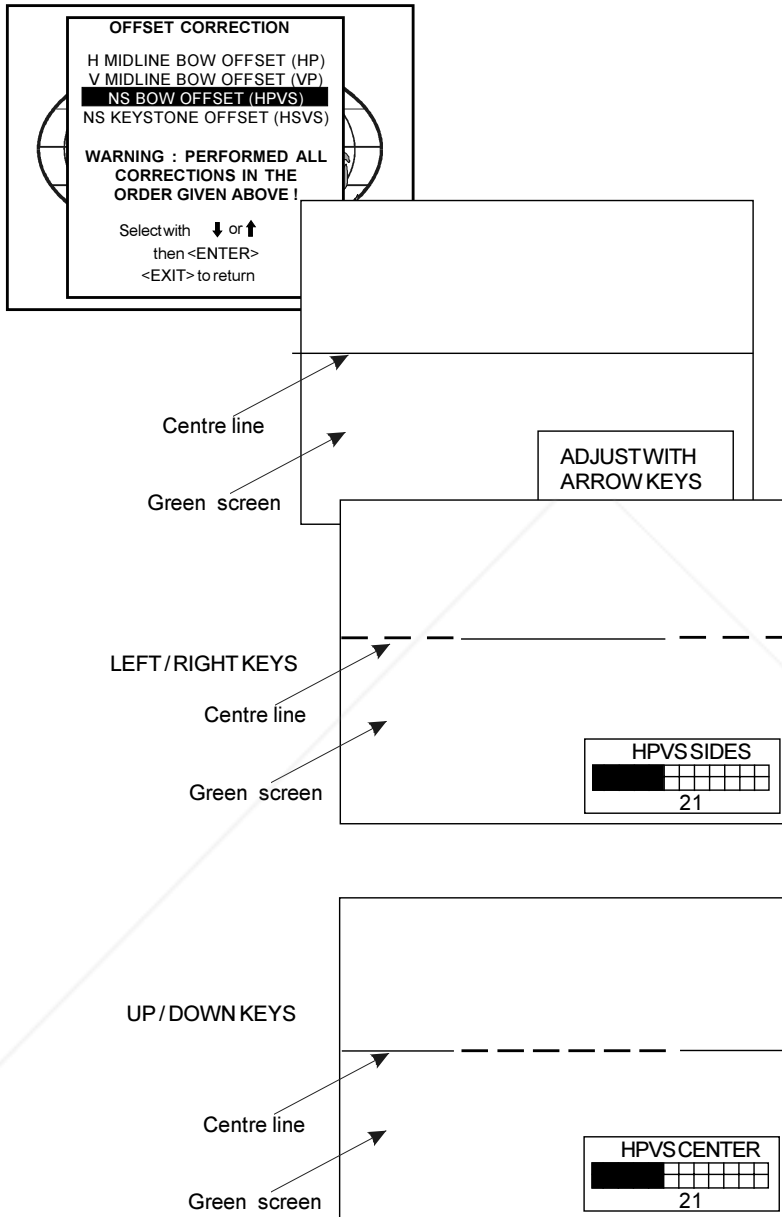 OFFSET CORRECTION
H MIDLINE BOW OFFSET (HP)
V MIDLINE BOW OFFSET (VP)
NS BOW OFFSET (HPVS)
NS KEYSTONE OFFSET (HSVS)
WARNING : PERFORMED ALL
CORRECTIONS IN THE
ORDER GIVEN ABOVE !
Select with ⬇ or ⬆
then <ENTER>
<EXIT> to return
Centre line
Green screen
ADJUST WITH
ARROW KEYS
LEFT / RIGHT KEYS
Centre line
Green screen
HPVS SIDES
21
UP / DOWN KEYS
Centre line
Green screen
HPVS CENTER
21